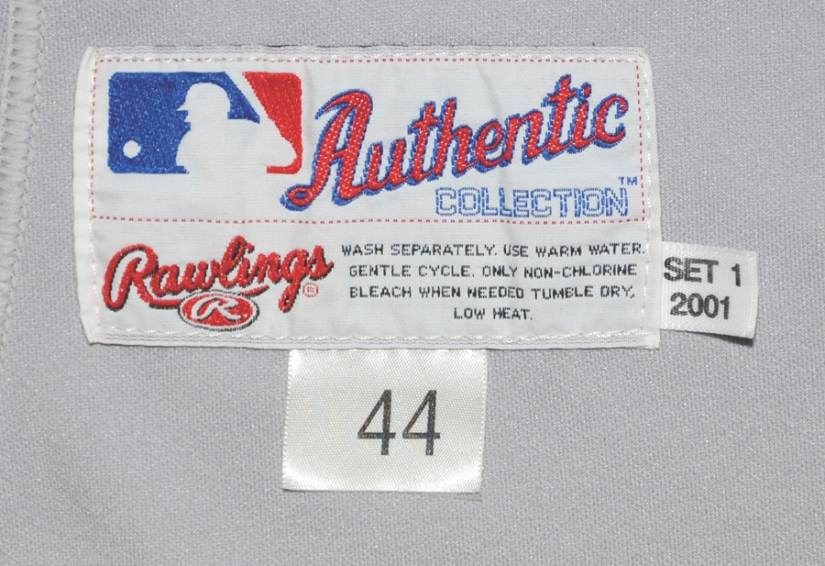 Authentic
COLLECTION™
Rawlings®
R
WASH SEPARATELY. USE WARM WATER.
GENTLE CYCLE. ONLY NON-CHLORINE
BLEACH WHEN NEEDED TUMBLE DRY,
LOW HEAT.
SET 1
2001
44